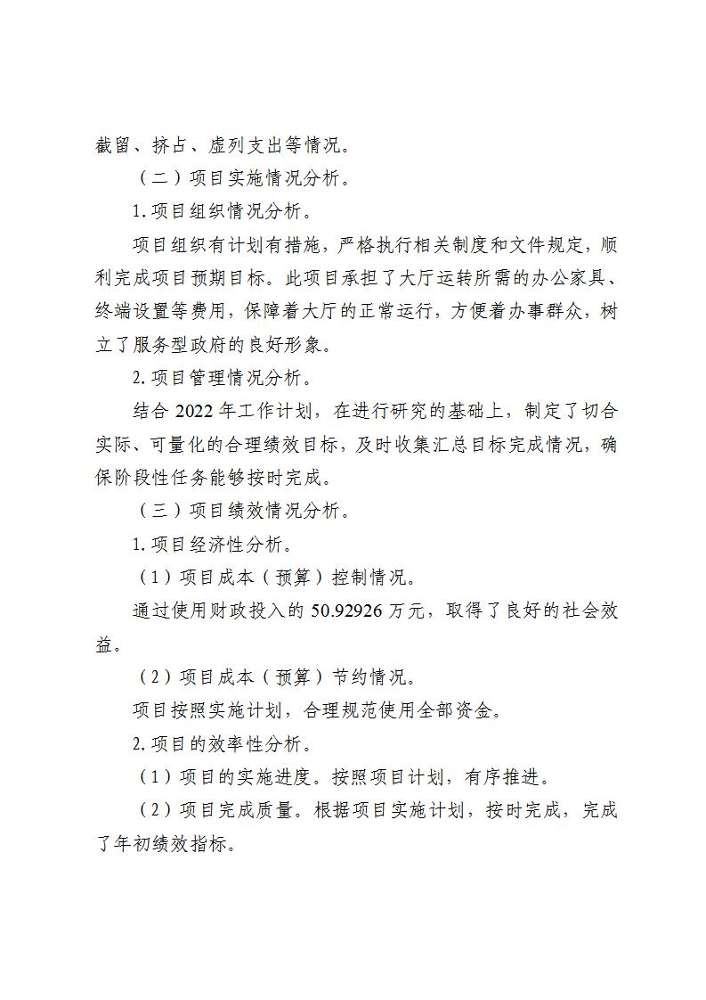 截留、挤占、虚列支出等情况。
（二）项目实施情况分析。
1.项目组织情况分析。
项目组织有计划有措施，严格执行相关制度和文件规定，顺
利完成项目预期目标。此项目承担了大厅运转所需的办公家具、
终端设置等费用，保障着大厅的正常运行，方便着办事群众，树
立了服务型政府的良好形象。
2.项目管理情况分析。
结合 2022 年工作计划，在进行研究的基础上，制定了切合
实际、可量化的合理绩效目标，及时收集汇总目标完成情况，确
保阶段性任务能够按时完成。
（三）项目绩效情况分析。
1.项目经济性分析。
（1）项目成本（预算）控制情况。
通过使用财政投入的 50.92926 万元，取得了良好的社会效
益。
（2）项目成本（预算）节约情况。
项目按照实施计划，合理规范使用全部资金。
2.项目的效率性分析。
（1）项目的实施进度。按照项目计划，有序推进。
（2）项目完成质量。根据项目实施计划，按时完成，完成
了年初绩效指标。